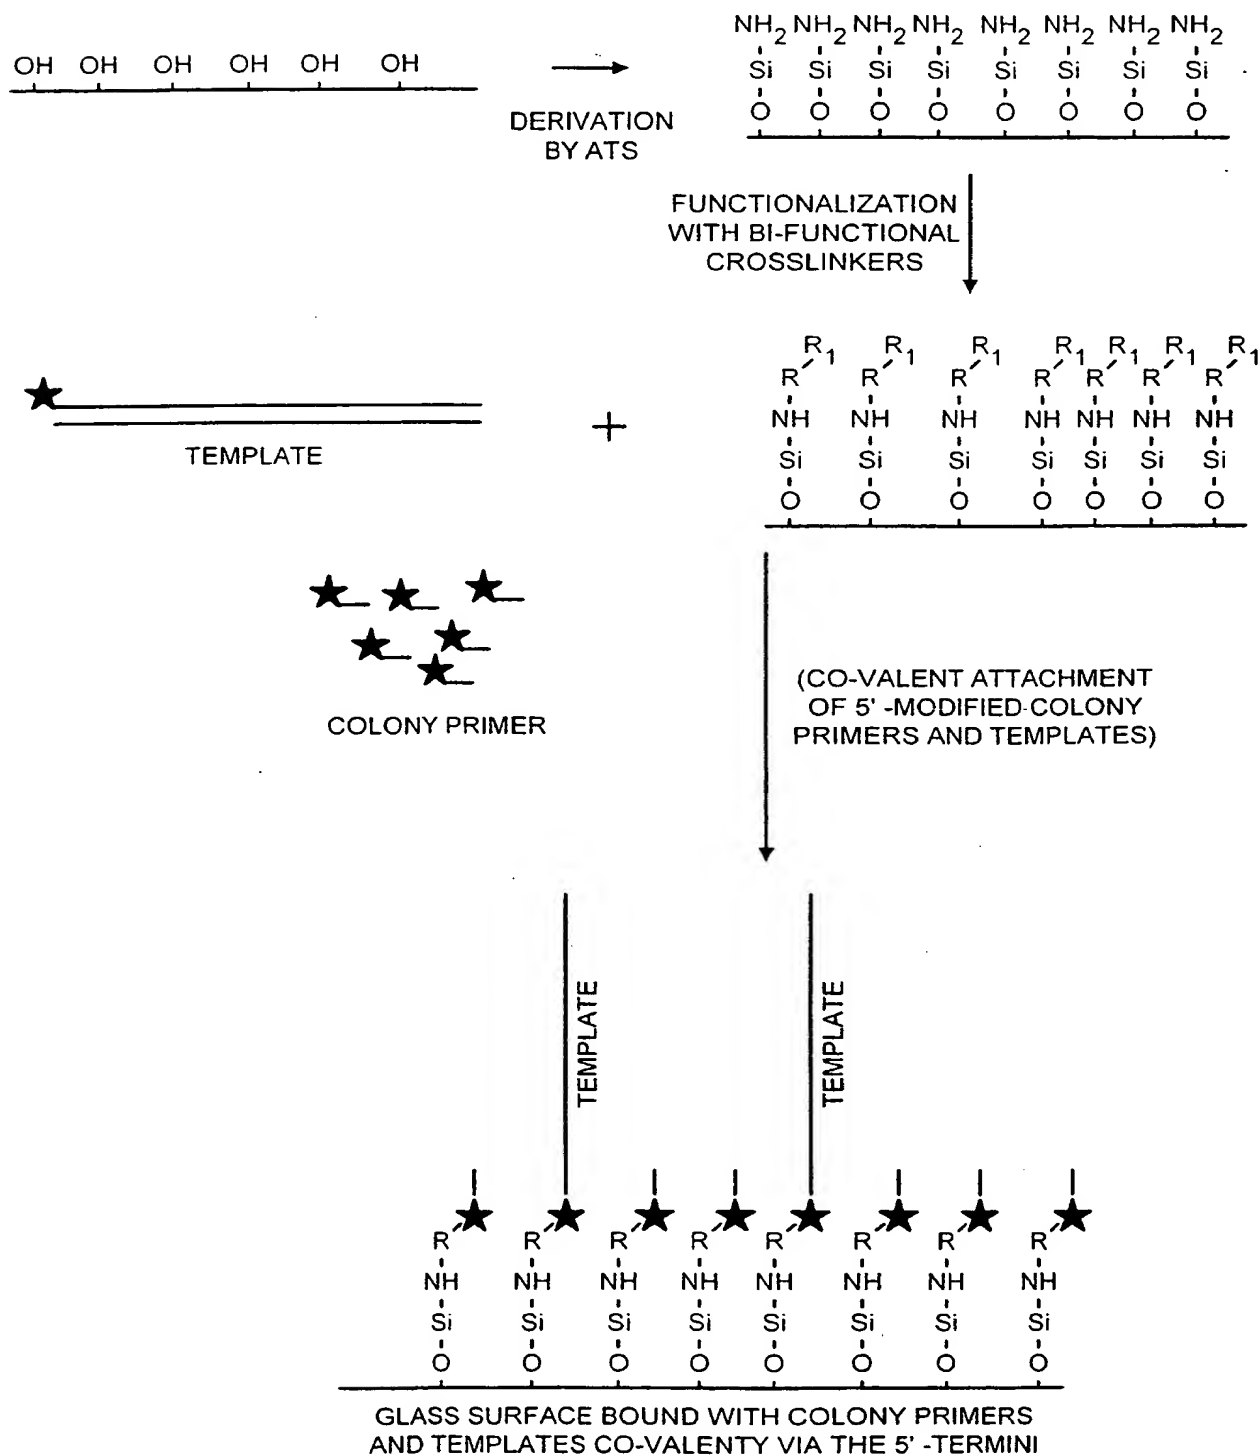 OH OH OH OH OH OH
NH2 NH2 NH2 NH2 NH2 NH2 NH2 NH2
Si Si Si Si Si Si Si Si
O O O O O O O O
DERIVATION
BY ATS
FUNCTIONALIZATION
WITH BI-FUNCTIONAL
CROSSLINKERS
TEMPLATE
+
R1 R1 R1 R1 R1 R1 R1
R R R R R R R
NH NH NH NH NH NH NH
Si Si Si Si Si Si Si
O O O O O O O
COLONY PRIMER
(CO-VALENT ATTACHMENT
OF 5' -MODIFIED-COLONY
PRIMERS AND TEMPLATES)
TEMPLATE TEMPLATE
R R R R R R R R
NH NH NH NH NH NH NH NH
Si Si Si Si Si Si Si Si
O O O O O O O O
GLASS SURFACE BOUND WITH COLONY PRIMERS
AND TEMPLATES CO-VALENTY VIA THE 5' -TERMINI